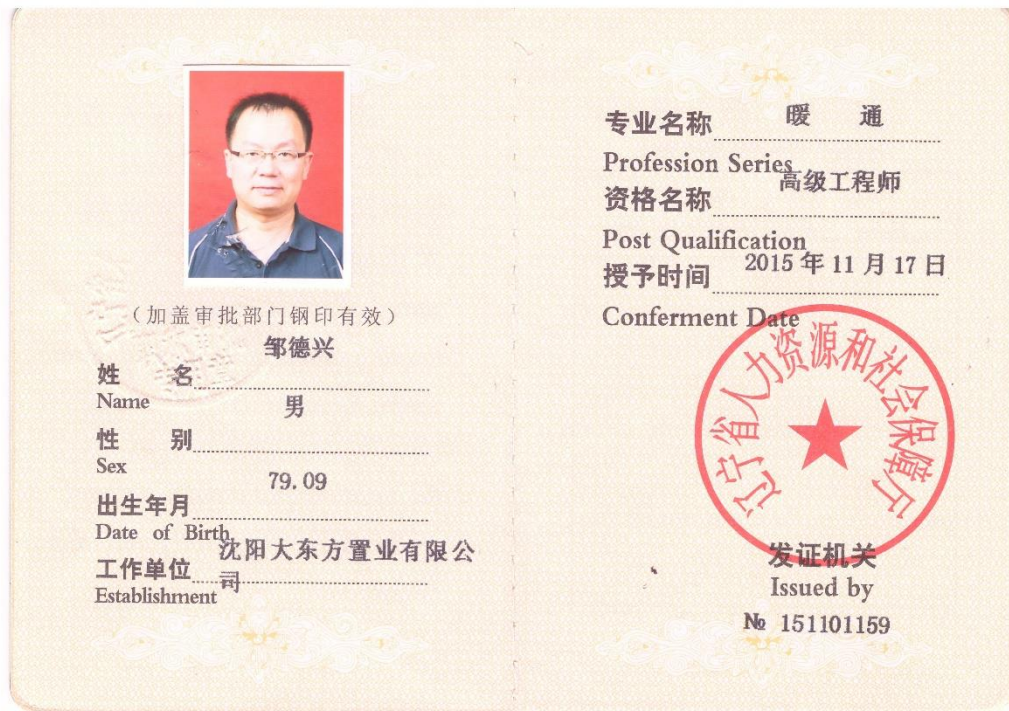 （加盖审批部门钢印有效）
邹德兴
姓 名
Name
男
性 别
Sex
79.09
出生年月
Date of Birth
沈阳大东方置业有限公
工作单位 司
Establishment
暖 通
专业名称
Profession Series
高级工程师
资格名称
Post Qualification
2015 年 11 月 17 日
授予时间
Conferment Date
辽宁省人力资源和社会保障厅
发证机关
Issued by
№ 151101159